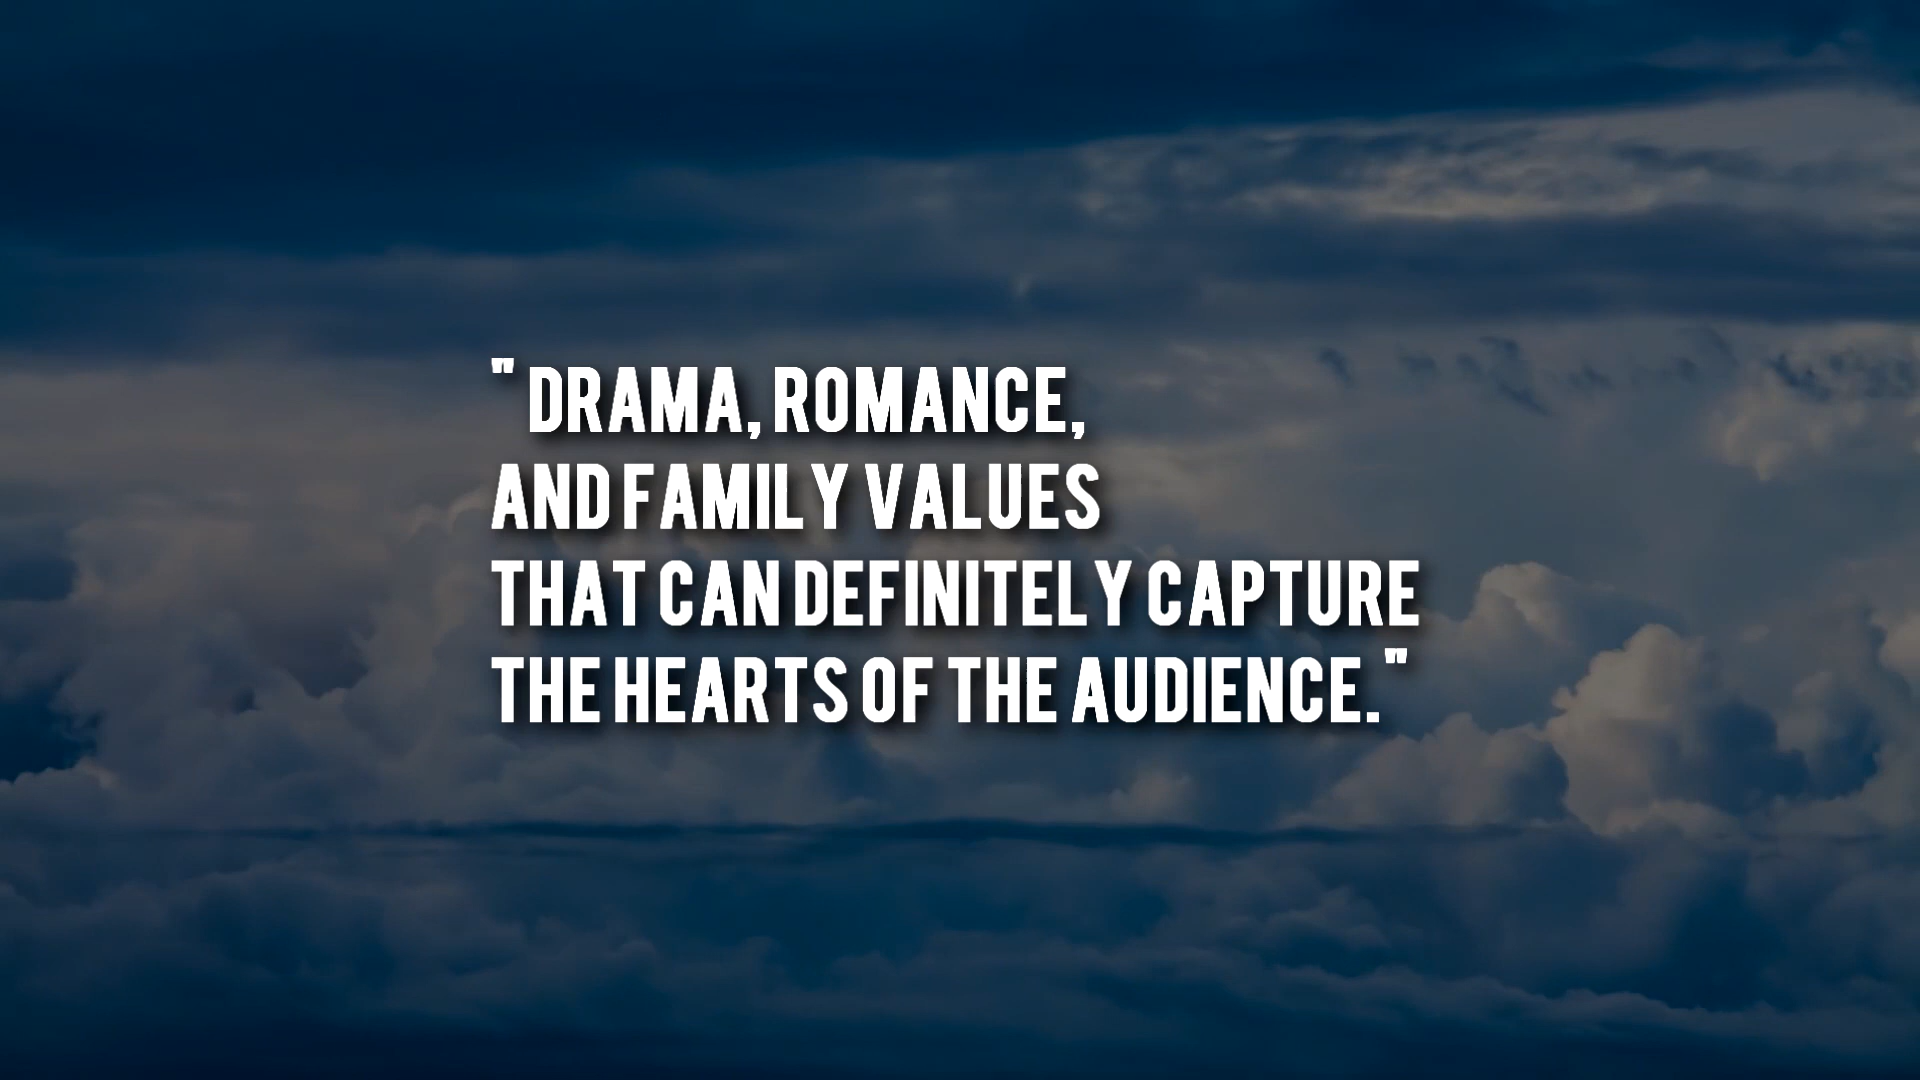 " DRAMA, ROMANCE,
AND FAMILY VALUES
THAT CAN DEFINITELY CAPTURE
THE HEARTS OF THE AUDIENCE."